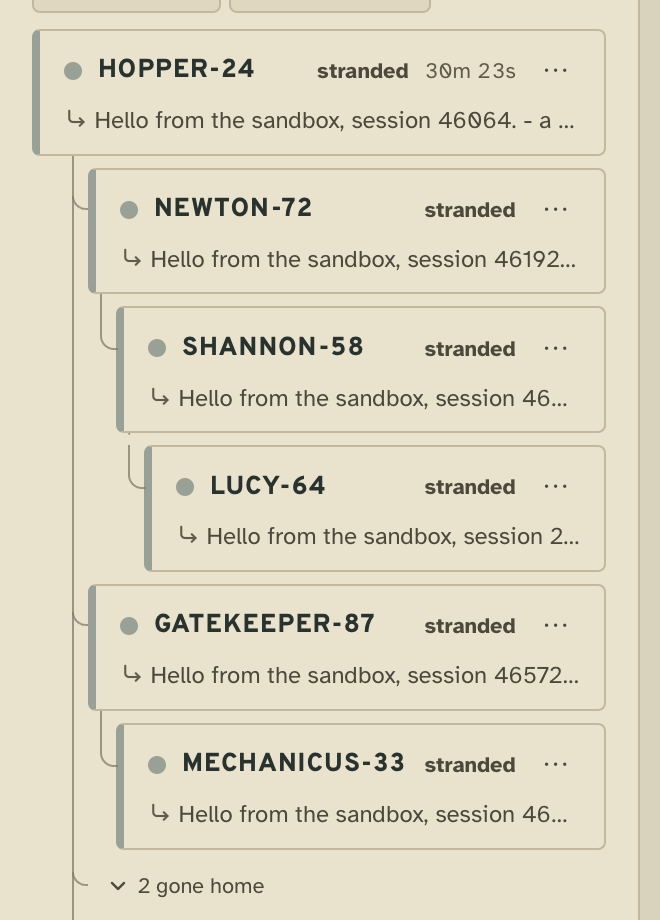 HOPPER-24 stranded 30m 23s ···
↳ Hello from the sandbox, session 46064. - a ...
NEWTON-72 stranded ···
↳ Hello from the sandbox, session 46192...
SHANNON-58 stranded ···
↳ Hello from the sandbox, session 46...
LUCY-64 stranded ···
↳ Hello from the sandbox, session 2...
GATEKEEPER-87 stranded ···
↳ Hello from the sandbox, session 46572...
MECHANICUS-33 stranded ···
↳ Hello from the sandbox, session 46...
2 gone home